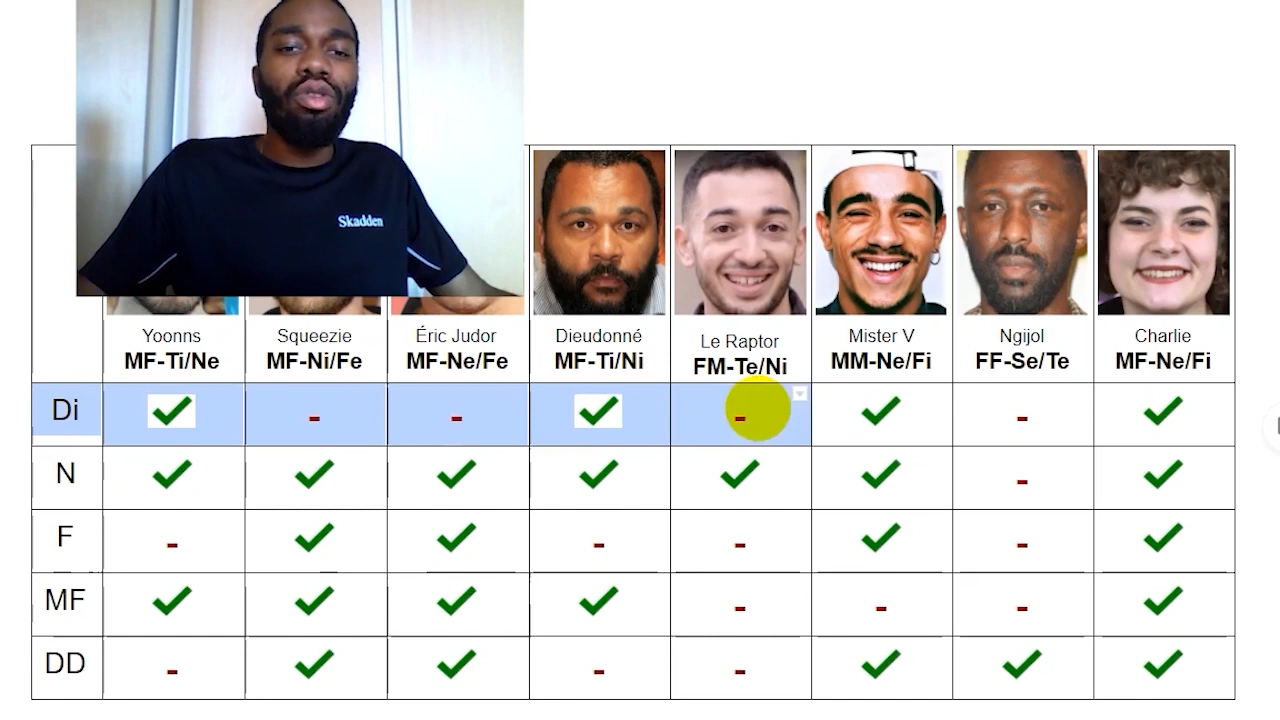 Skadden
Yoonns Squeezie Éric Judor Dieudonné Le Raptor Mister V Ngijol Charlie
MF-Ti/Ne MF-Ni/Fe MF-Ne/Fe MF-Ti/Ni FM-Te/Ni MM-Ne/Fi FF-Se/Te MF-Ne/Fi
Di - - - -
N -
F - - - -
MF - - -
DD - - -